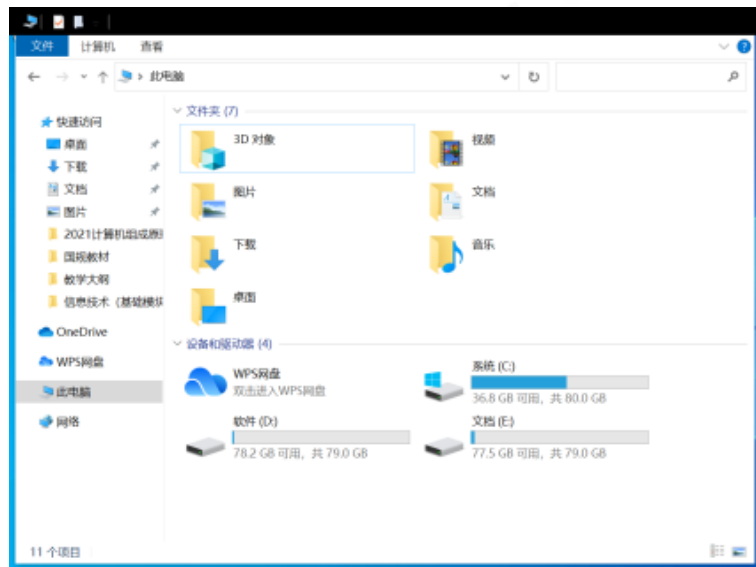 文件 计算机 查看
此电脑
快速访问
桌面
下载
文档
图片
2021计算机组成原理
国规教材
教学大纲
信息技术（基础模块
OneDrive
WPS网盘
此电脑
网络
文件夹 (7)
3D 对象 视频
图片 文档
下载 音乐
桌面
设备和驱动器 (4)
WPS网盘
双击进入WPS网盘
系统 (C:)
36.8 GB 可用，共 80.0 GB
软件 (D:)
78.2 GB 可用，共 79.0 GB
文档 (E:)
77.5 GB 可用，共 79.0 GB
11 个项目